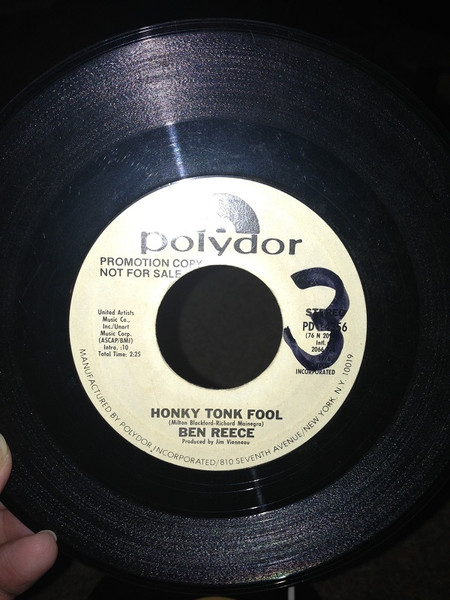 polydor
PROMOTION COPY
NOT FOR SALE
3
United Artists
Music Co.,
Inc/Unart
Music Corp.
(ASCAP/BMI)
Intro. :10
Total Time: 2:25
STEREO
INCORPORATED
HONKY TONK FOOL
(Milton Blackford-Richard Mainegra)
BEN REECE
Produced by Jim Vienneau
MANUFACTURED BY POLYDOR INCORPORATED/810 SEVENTH AVENUE/NEW YORK, N.Y. 10019